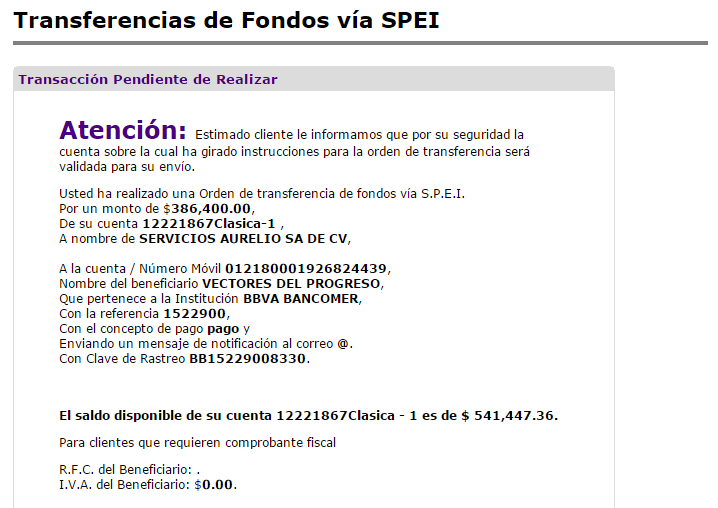 Transferencias de Fondos vía SPEI
Transacción Pendiente de Realizar
Atención: Estimado cliente le informamos que por su seguridad la
cuenta sobre la cual ha girado instrucciones para la orden de transferencia será
validada para su envío.
Usted ha realizado una Orden de transferencia de fondos vía S.P.E.I.
Por un monto de $386,400.00,
De su cuenta 12221867Clasica-1 ,
A nombre de SERVICIOS AURELIO SA DE CV,
A la cuenta / Número Móvil 012180001926824439,
Nombre del beneficiario VECTORES DEL PROGRESO,
Que pertenece a la Institución BBVA BANCOMER,
Con la referencia 1522900,
Con el concepto de pago pago y
Enviando un mensaje de notificación al correo @.
Con Clave de Rastreo BB15229008330.
El saldo disponible de su cuenta 12221867Clasica - 1 es de $ 541,447.36.
Para clientes que requieren comprobante fiscal
R.F.C. del Beneficiario: .
I.V.A. del Beneficiario: $0.00.